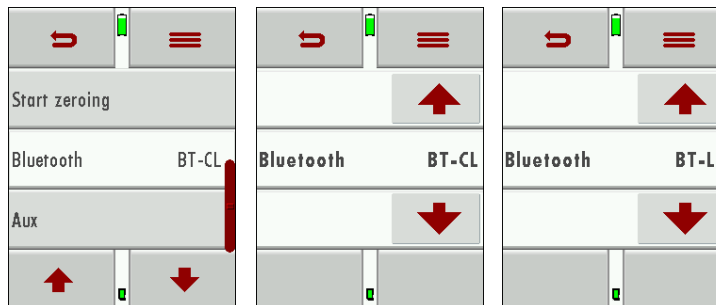 Start zeroing
Bluetooth BT-CL
Aux
Bluetooth BT-CL
Bluetooth BT-L